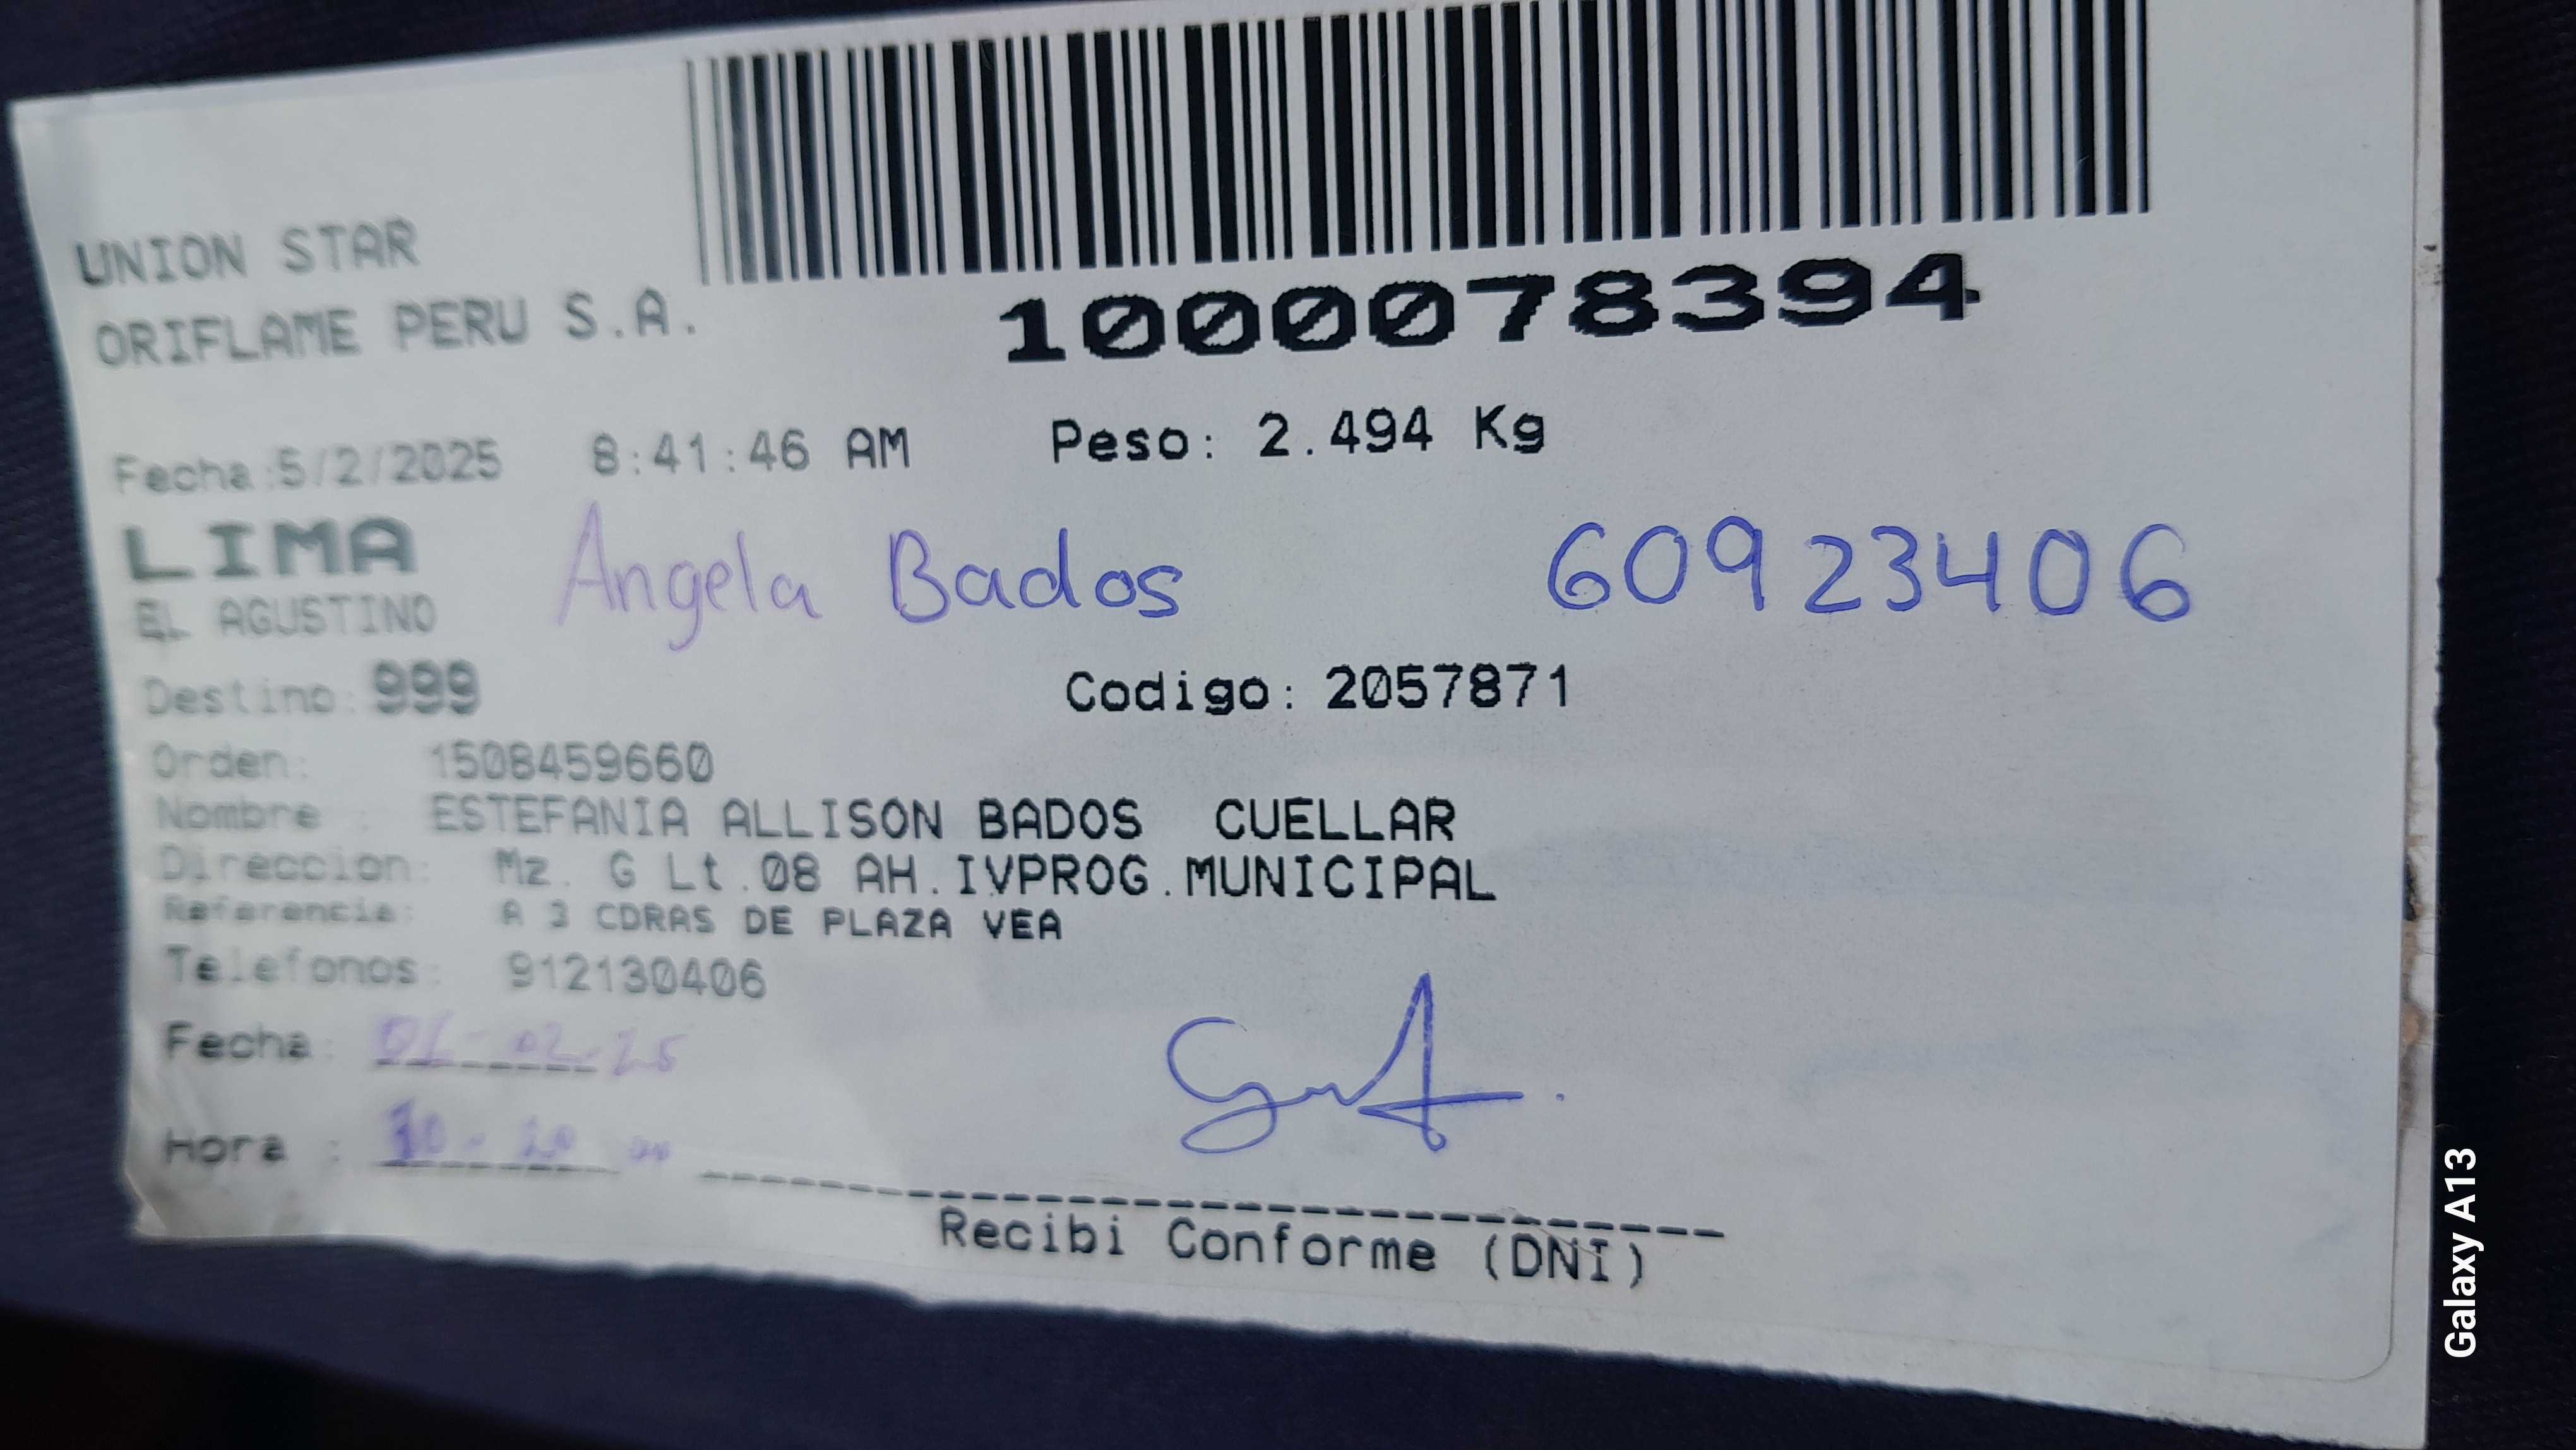 UNION STAR
ORIFLAME PERU S.A.
1000078394
Fecha:5/2/2025 8:41:46 AM Peso: 2.494 Kg
LIMA
Angela Bados 60923406
EL AGUSTINO
Destino: 999 Codigo: 2057871
Orden: 1508459660
Nombre : ESTEFANIA ALLISON BADOS CUELLAR
Direccion: Mz. G Lt.08 AH.IVPROG.MUNICIPAL
Referencia: A 3 CDRAS DE PLAZA VEA
Telefonos: 912130406
Fecha:
Hora :
Recibi Conforme (DNI)
Galaxy A13